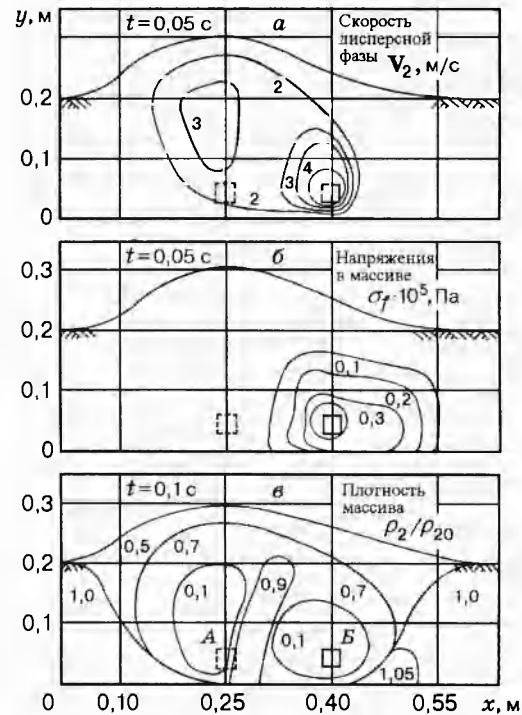 y, м
t = 0,05 с а Скорость
дисперсной
фазы V₂, м/с
2
0,2
3
0,1
4
3
2
0
t = 0,05 с б Напряжения
в массиве
0,3
σf·10⁵, Па
0,2
0,1
0,1
0,2
0,3
0
t = 0,1 с в Плотность
массива
0,3
ρ₂/ρ₂₀
0,5 0,7
0,2
0,9 0,7
1,0 0,1 1,0
0,1
А 0,1 Б
1,05
0 0,10 0,25 0,40 0,55 x, м